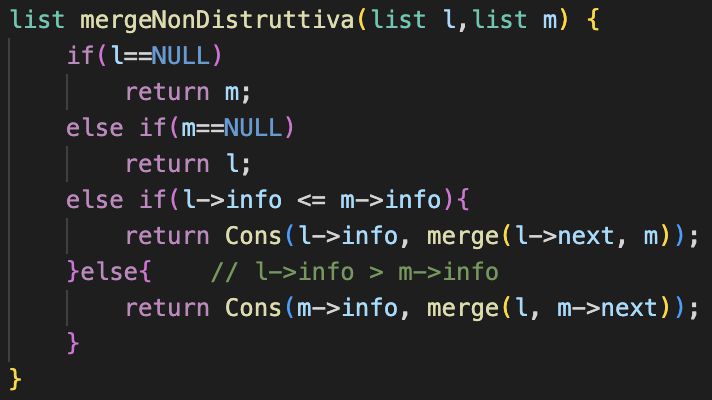 list mergeNonDistruttiva(list l,list m) {
    if(l==NULL)
        return m;
    else if(m==NULL)
        return l;
    else if(l->info <= m->info){
        return Cons(l->info, merge(l->next, m));
    }else{    // l->info > m->info
        return Cons(m->info, merge(l, m->next));
    }
}